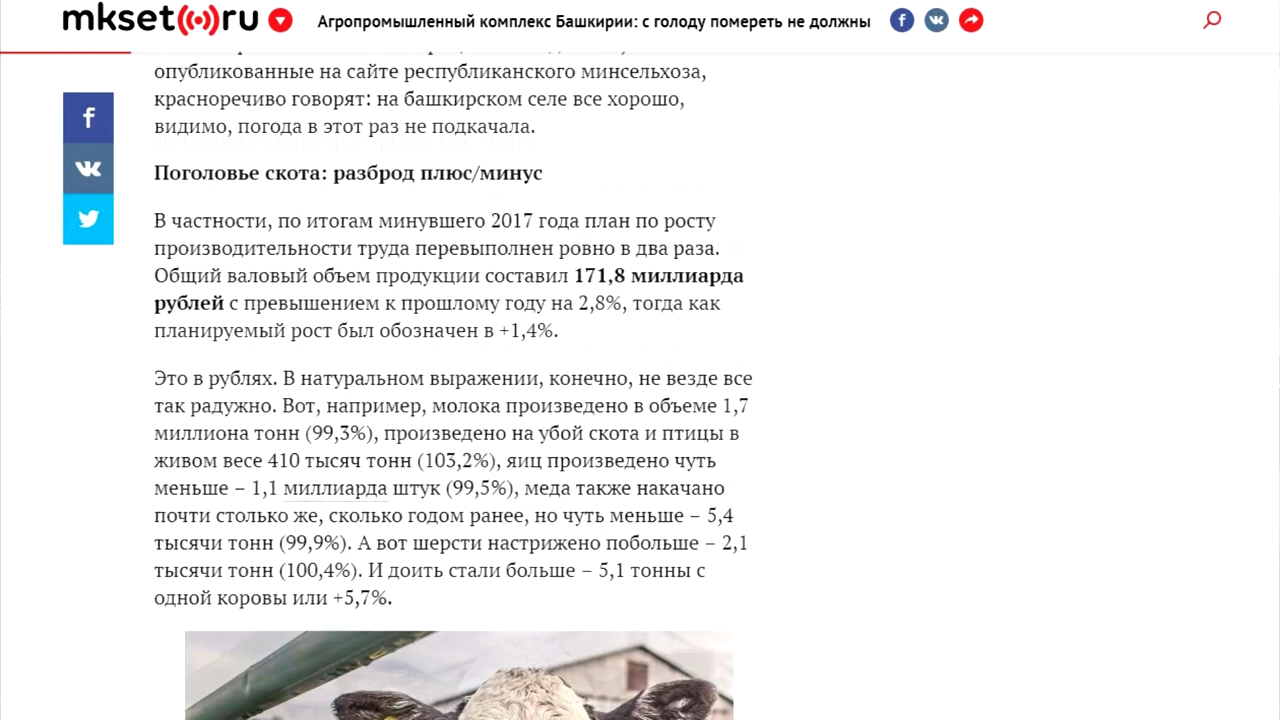 mkset.ru
Агропромышленный комплекс Башкирии: с голоду помереть не должны
опубликованные на сайте республиканского минсельхоза,
красноречиво говорят: на башкирском селе все хорошо,
видимо, погода в этот раз не подкачала.
Поголовье скота: разброд плюс/минус
В частности, по итогам минувшего 2017 года план по росту
производительности труда перевыполнен ровно в два раза.
Общий валовый объем продукции составил 171,8 миллиарда
рублей с превышением к прошлому году на 2,8%, тогда как
планируемый рост был обозначен в +1,4%.
Это в рублях. В натуральном выражении, конечно, не везде все
так радужно. Вот, например, молока произведено в объеме 1,7
миллиона тонн (99,3%), произведено на убой скота и птицы в
живом весе 410 тысяч тонн (103,2%), яиц произведено чуть
меньше – 1,1 миллиарда штук (99,5%), меда также накачано
почти столько же, сколько годом ранее, но чуть меньше – 5,4
тысячи тонн (99,9%). А вот шерсти настрижено побольше – 2,1
тысячи тонн (100,4%). И доить стали больше – 5,1 тонны с
одной коровы или +5,7%.